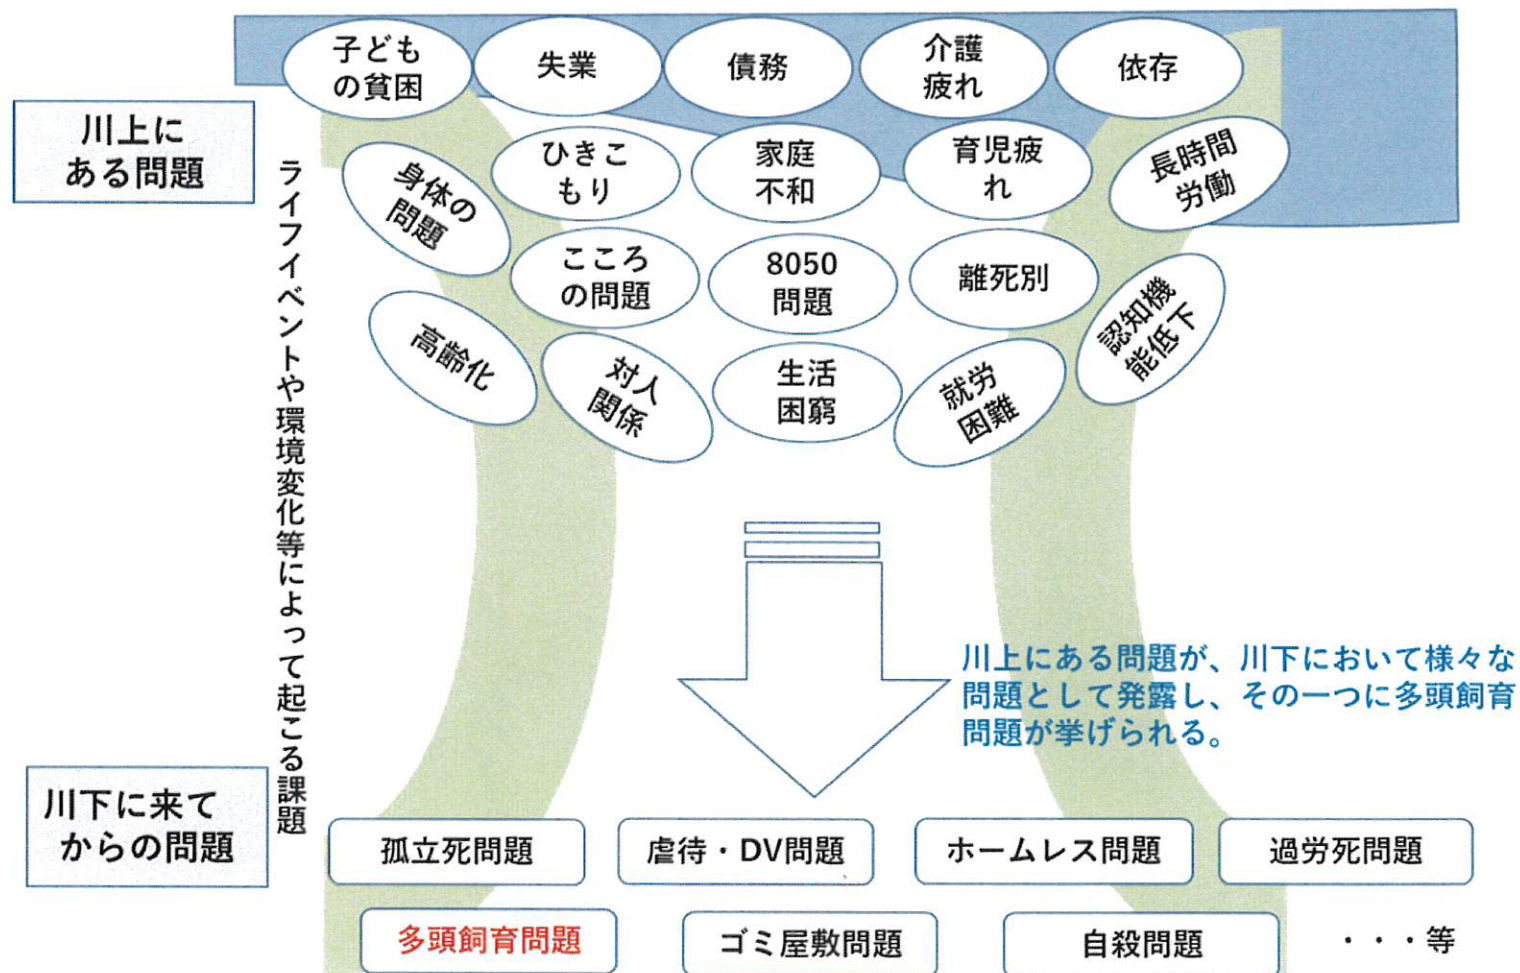 子ども
の貧困
失業
債務
介護
疲れ
依存
川上に
ある問題
ライフイベントや環境変化等によって起こる課題
身体の
問題
ひきこ
もり
家庭
不和
育児疲
れ
長時間
労働
こころ
の問題
8050
問題
離死別
認知機
能低下
高齢化
対人
関係
生活
困窮
就労
困難
川上にある問題が、川下において様々な
問題として発露し、その一つに多頭飼育
問題が挙げられる。
川下に来て
からの問題
孤立死問題
虐待・DV問題
ホームレス問題
過労死問題
多頭飼育問題
ゴミ屋敷問題
自殺問題
・・・等